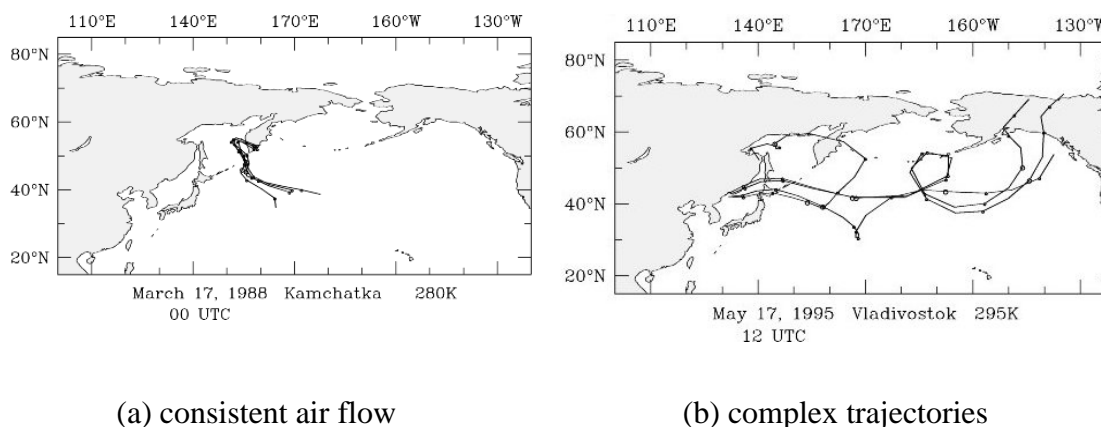 110°E 140°E 170°E 160°W 130°W
80°N
60°N
40°N
20°N
March 17, 1988 Kamchatka 280K
00 UTC
(a) consistent air flow
110°E 140°E 170°E 160°W 130°W
80°N
60°N
40°N
20°N
May 17, 1995 Vladivostok 295K
12 UTC
(b) complex trajectories